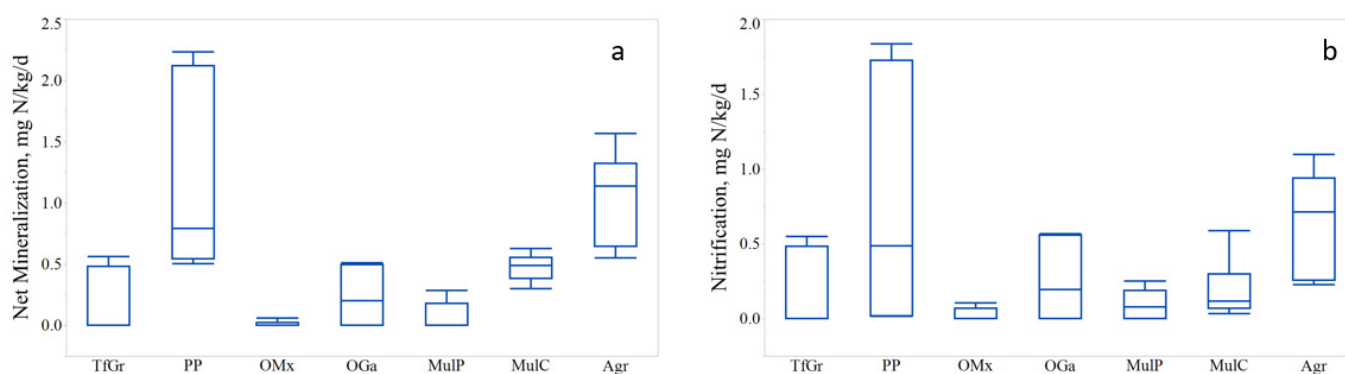 a
Net Mineralization, mg N/kg/d
2.5
2.0
1.5
1.0
0.5
0.0
TfGr PP OMx OGa MulP MulC Agr
b
Nitrification, mg N/kg/d
2.0
1.5
1.0
0.5
0.0
TfGr PP OMx OGa MulP MulC Agr